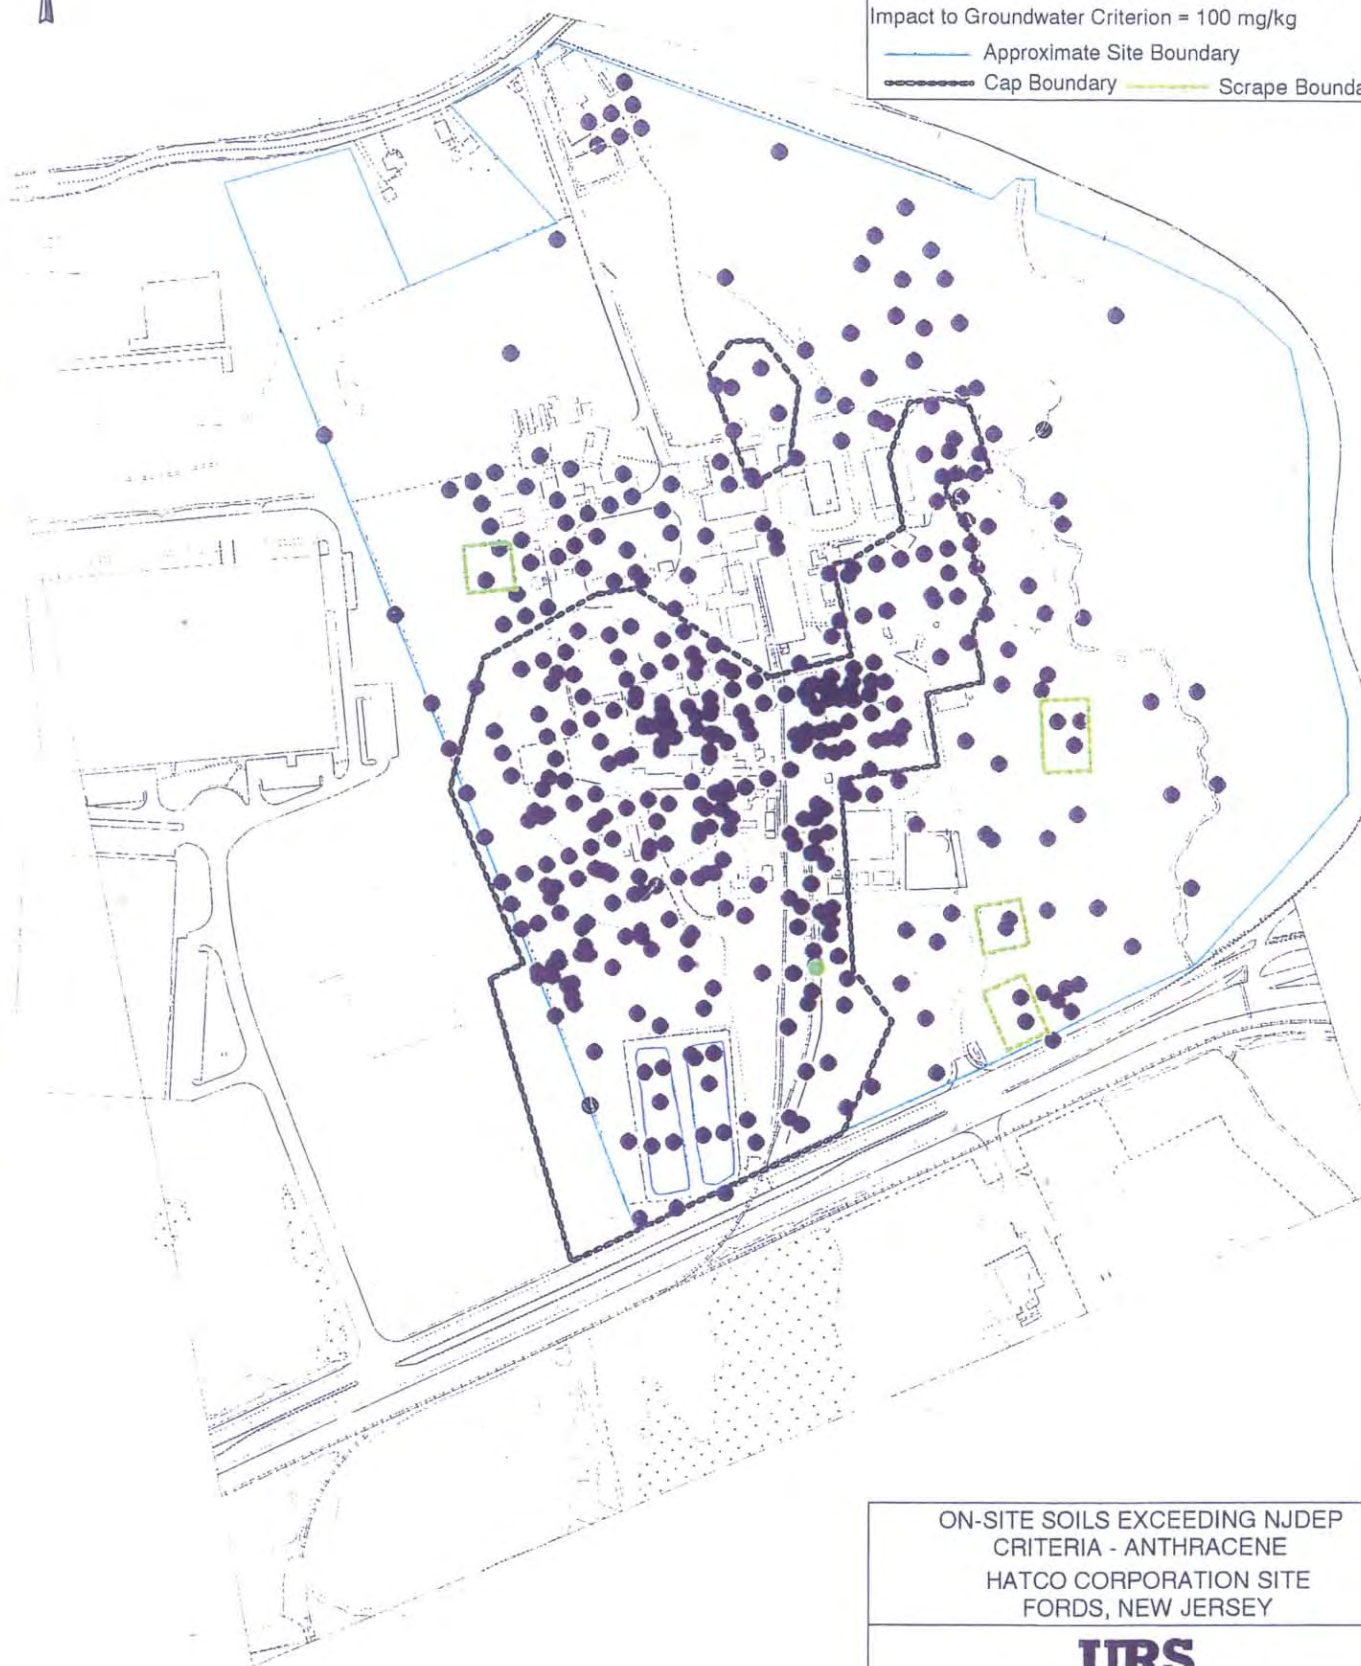 Impact to Groundwater Criterion = 100 mg/kg
Approximate Site Boundary
Cap Boundary Scrape Bounda
ON-SITE SOILS EXCEEDING NJDEP
CRITERIA - ANTHRACENE
HATCO CORPORATION SITE
FORDS, NEW JERSEY
URS